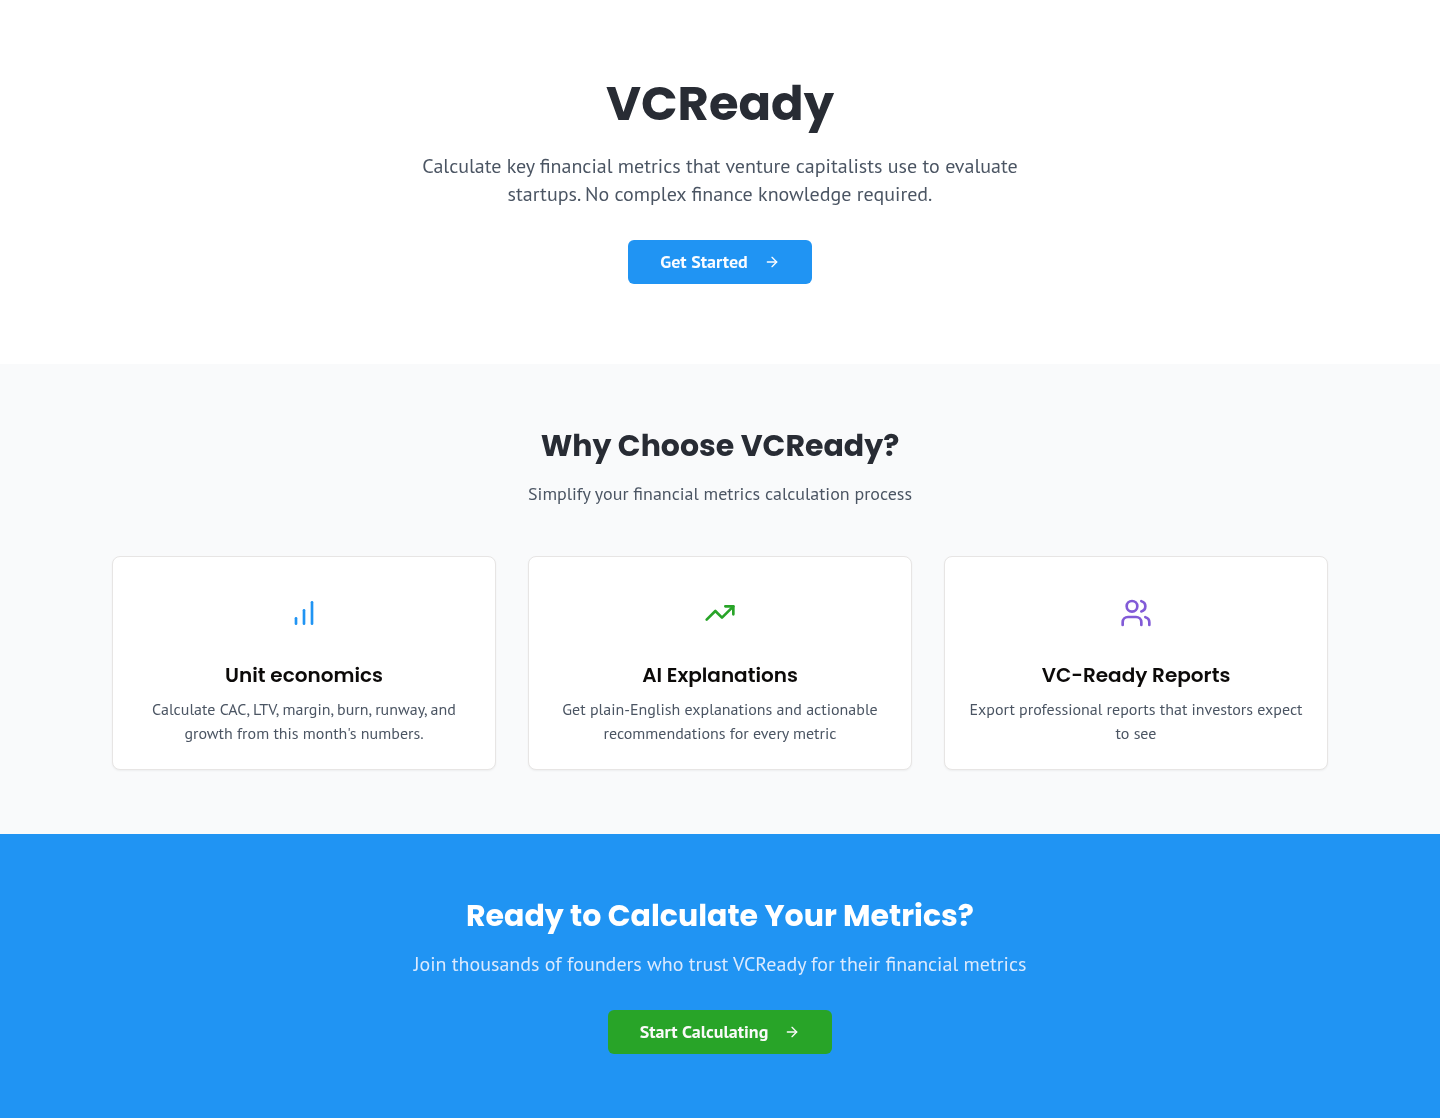 VCReady
Calculate key financial metrics that venture capitalists use to evaluate
startups. No complex finance knowledge required.
Get Started
Why Choose VCReady?
Simplify your financial metrics calculation process
Unit economics
Calculate CAC, LTV, margin, burn, runway, and
growth from this month's numbers.
AI Explanations
Get plain-English explanations and actionable
recommendations for every metric
VC-Ready Reports
Export professional reports that investors expect
to see
Ready to Calculate Your Metrics?
Join thousands of founders who trust VCReady for their financial metrics
Start Calculating